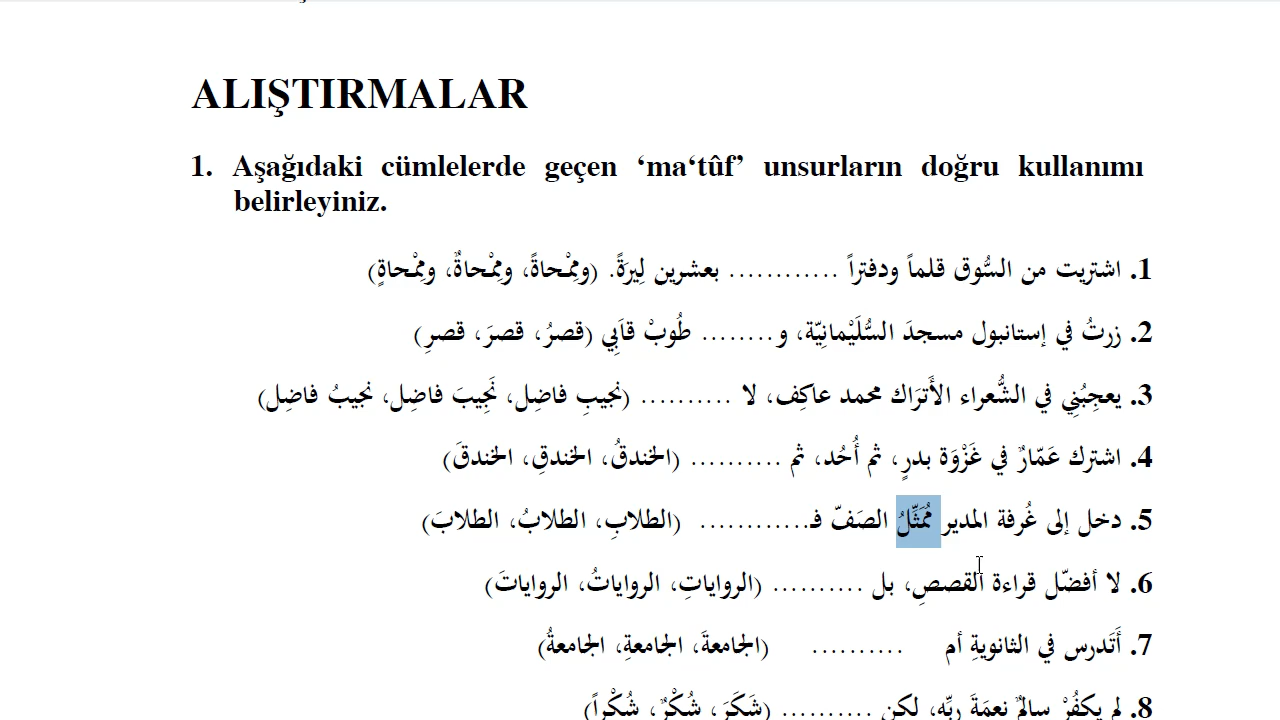 ALIŞTIRMALAR
1. Aşağıdaki cümlelerde geçen ‘ma‘tûf’ unsurların doğru kullanımı
belirleyiniz.
1. اشتريت من السُّوق قلماً ودفتراً ............ بعشرين لِيرَةً. (ومِمْحاةً، ومِمْحاةٌ، ومِمْحاةٍ)
2. زرتُ في إستانبول مسجدَ السُّلَيْمانِيّة، و........ طُوبْ قاَبِي (قصرُ، قصرَ، قصرِ)
3. يعجِبُنِي في الشُّعراء الأَترَاك محمد عاكِف، لا .......... (نجيبِ فاضِل، نَجِيبَ فاضِل، نجيبُ فاضِل)
4. اشترك عَمّارٌ في غَزْوَة بدرٍ، ثم أُحُد، ثم .......... (الخندقُ، الخندقِ، الخندقَ)
5. دخل إلى غُرفة المدير مُمَثِّلُ الصَفّ فـ............ (الطلابِ، الطلابُ، الطلابَ)
6. لا أفضّل قراءة القصصِ، بل .......... (الرواياتِ، الرواياتُ، الرواياتَ)
7. أَتَدرس في الثانويةِ أم .......... (الجامعةَ، الجامعةِ، الجامعةُ)
8. لم يكفُرْ سالمٌ نعمَةَ ربِّه، لكن .......... (شَكَرَ، شُكْرٌ، شُكْراً)